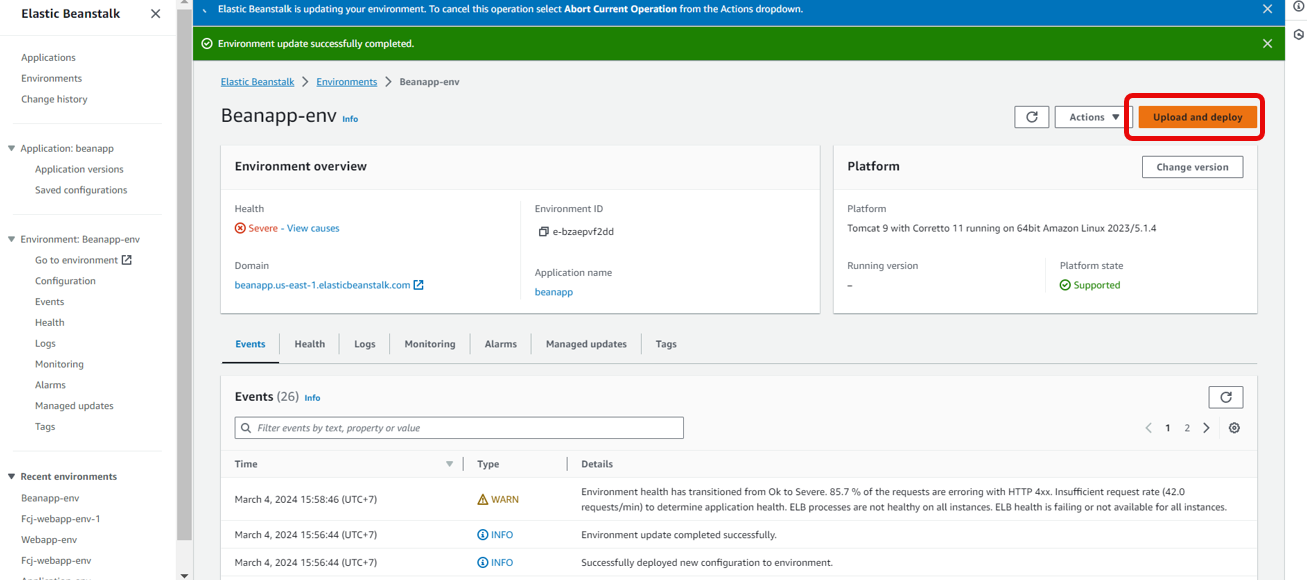 Elastic Beanstalk
Applications
Environments
Change history
Application: beanapp
Application versions
Saved configurations
Environment: Beanapp-env
Go to environment
Configuration
Events
Health
Logs
Monitoring
Alarms
Managed updates
Tags
Recent environments
Beanapp-env
Fcj-webapp-env-1
Webapp-env
Fcj-webapp-env
Elastic Beanstalk is updating your environment. To cancel this operation select Abort Current Operation from the Actions dropdown.
Environment update successfully completed.
Elastic Beanstalk > Environments > Beanapp-env
Beanapp-env Info
Actions
Upload and deploy
Environment overview
Health
Severe - View causes
Domain
beanapp.us-east-1.elasticbeanstalk.com
Environment ID
e-bzaepvf2dd
Application name
beanapp
Platform
Change version
Platform
Tomcat 9 with Corretto 11 running on 64bit Amazon Linux 2023/5.1.4
Running version
–
Platform state
Supported
Events Health Logs Monitoring Alarms Managed updates Tags
Events (26) Info
Filter events by text, property or value
1 2
Time Type Details
March 4, 2024 15:58:46 (UTC+7) WARN Environment health has transitioned from Ok to Severe. 85.7 % of the requests are erroring with HTTP 4xx. Insufficient request rate (42.0
requests/min) to determine application health. ELB processes are not healthy on all instances. ELB health is failing or not available for all instances.
March 4, 2024 15:56:44 (UTC+7) INFO Environment update completed successfully.
March 4, 2024 15:56:44 (UTC+7) INFO Successfully deployed new configuration to environment.